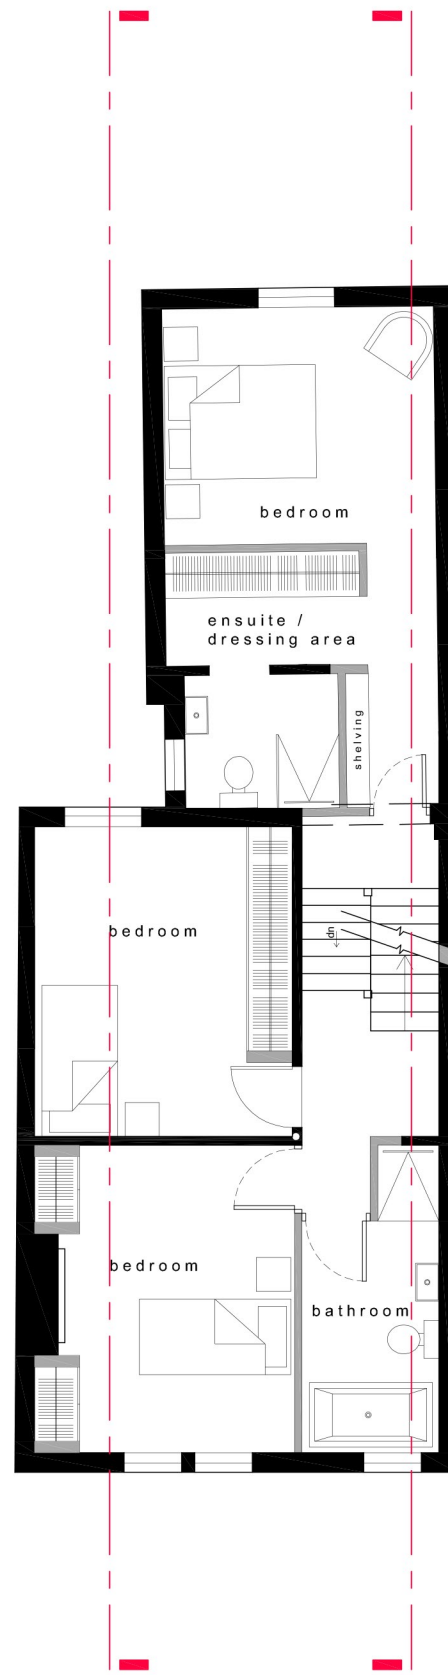 bedroom
ensuite /
dressing area
shelving
bedroom
dn
bedroom
bathroom